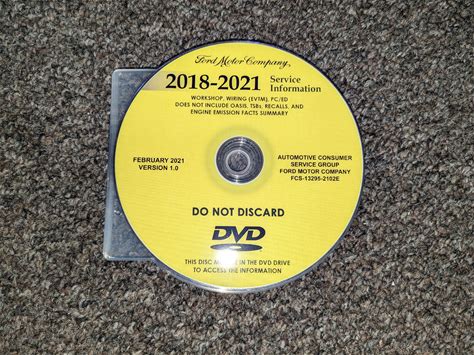 Ford Motor Company,
2018-2021 Service
Information
WORKSHOP, WIRING (EVTM), PC/ED
DOES NOT INCLUDE OASIS, TSBs, RECALLS, AND
ENGINE EMISSION FACTS SUMMARY
FEBRUARY 2021
VERSION 1.0
AUTOMOTIVE CONSUMER
SERVICE GROUP
FORD MOTOR COMPANY
FCS-13295-2102E
DO NOT DISCARD
DVD
THIS DISC MUST BE IN THE DVD DRIVE
TO ACCESS THE INFORMATION